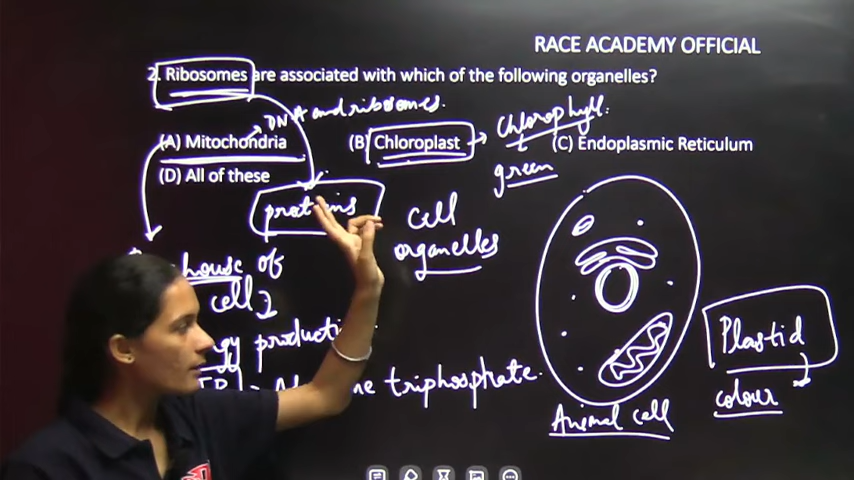 RACE ACADEMY OFFICIAL
2. Ribosomes are associated with which of the following organelles?
DNA and ribosomes.
(A) Mitochondria
(B) Chloroplast
chlorophyll.
(C) Endoplasmic Reticulum
(D) All of these
green
proteins
cell
organelles
house of
cell
production
triphosphate.
Plastid
colour
Animal cell